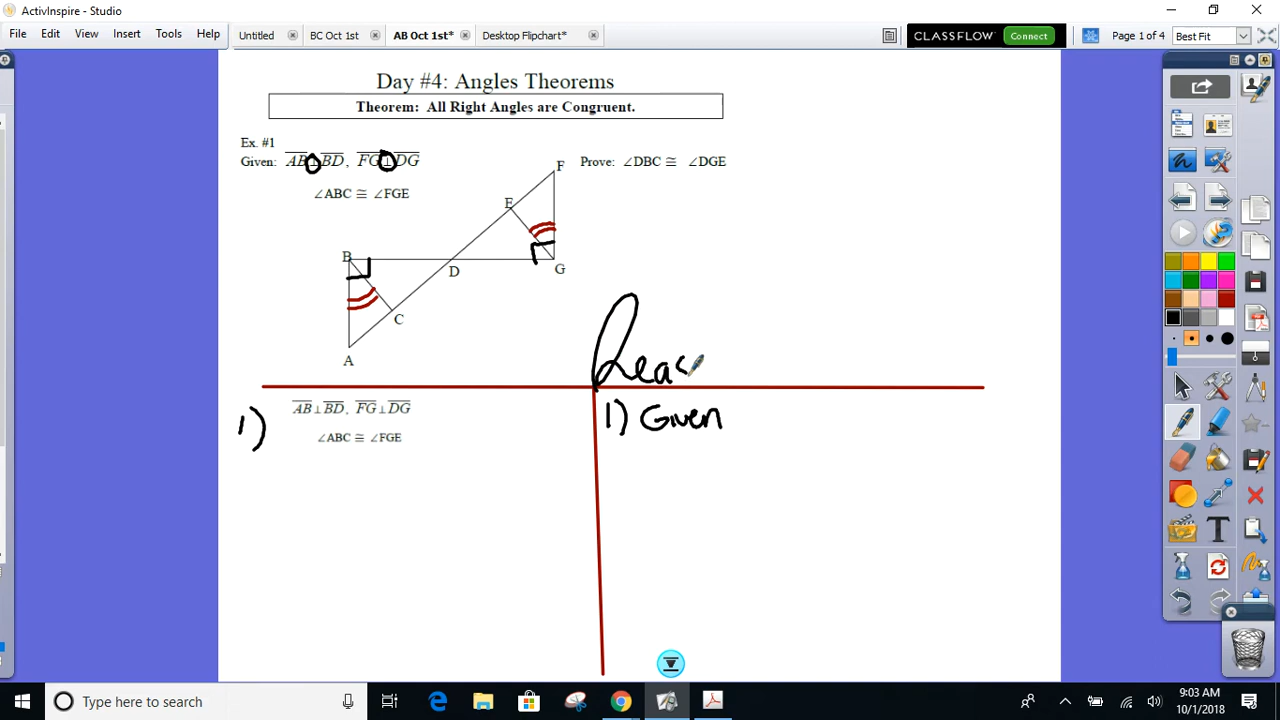 ActivInspire - Studio
File Edit View Insert Tools Help
Untitled BC Oct 1st AB Oct 1st* Desktop Flipchart*
CLASSFLOW Connect
Page 1 of 4 Best Fit
Day #4: Angles Theorems
Theorem: All Right Angles are Congruent.
Ex. #1
Given: AB⊥BD, FG⊥DG Prove: ∠DBC ≅ ∠DGE
∠ABC ≅ ∠FGE
F
E
B
D
G
C
A
Reas
1) AB⊥BD, FG⊥DG 1) Given
∠ABC ≅ ∠FGE
Type here to search
9:03 AM
10/1/2018